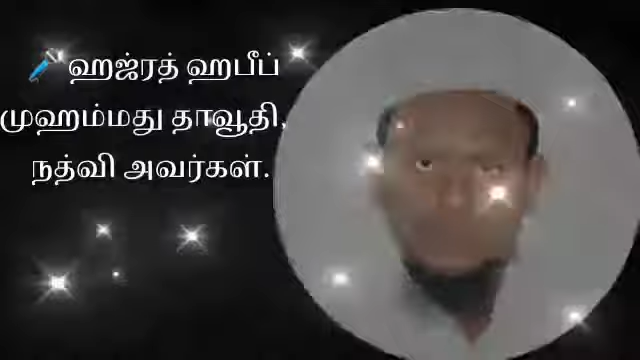 ஹஜ்ரத் ஹபீப்
முஹம்மது தாவூதி,
நத்வி அவர்கள்.